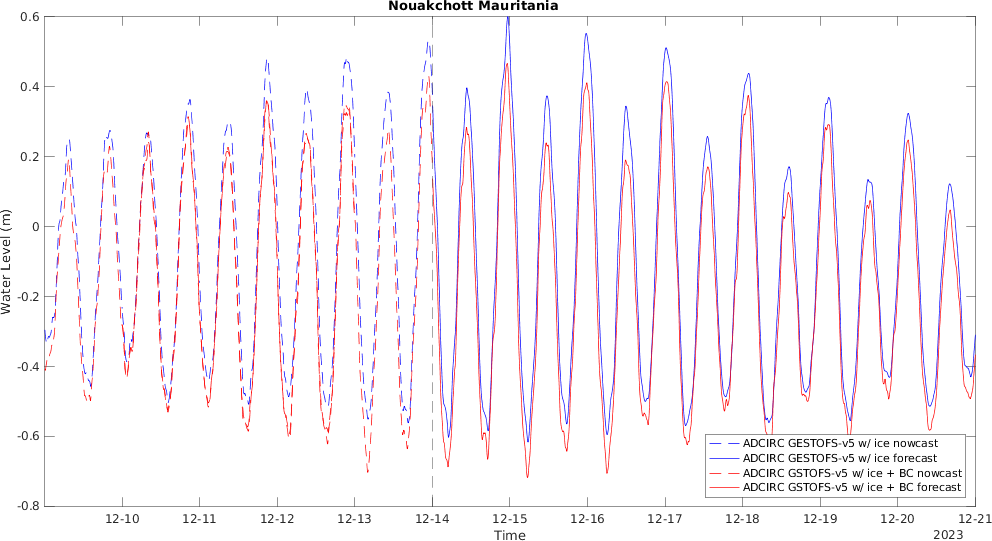 Nouakchott Mauritania
0.6
0.4
0.2
0
-0.2
-0.4
-0.6
-0.8
Water Level (m)
ADCIRC GESTOFS-v5 w/ ice nowcast
ADCIRC GESTOFS-v5 w/ ice forecast
ADCIRC GSTOFS-v5 w/ ice + BC nowcast
ADCIRC GSTOFS-v5 w/ ice + BC forecast
12-10 12-11 12-12 12-13 12-14 12-15 12-16 12-17 12-18 12-19 12-20 12-21
Time
2023